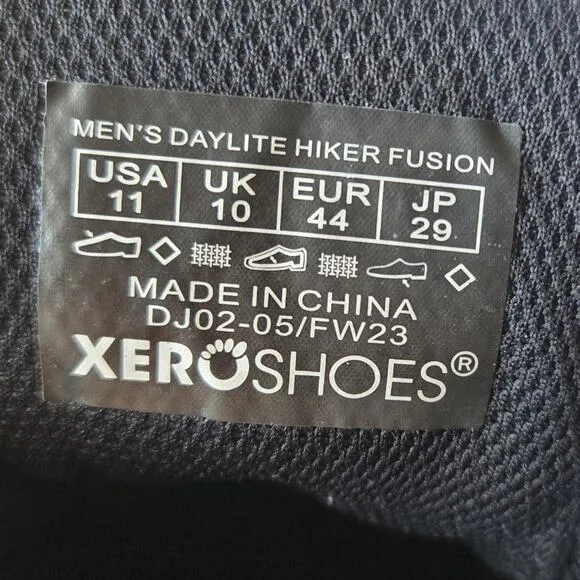 MEN'S DAYLITE HIKER FUSION
USA UK EUR JP
11 10 44 29
MADE IN CHINA
DJ02-05/FW23
XEROSHOES®